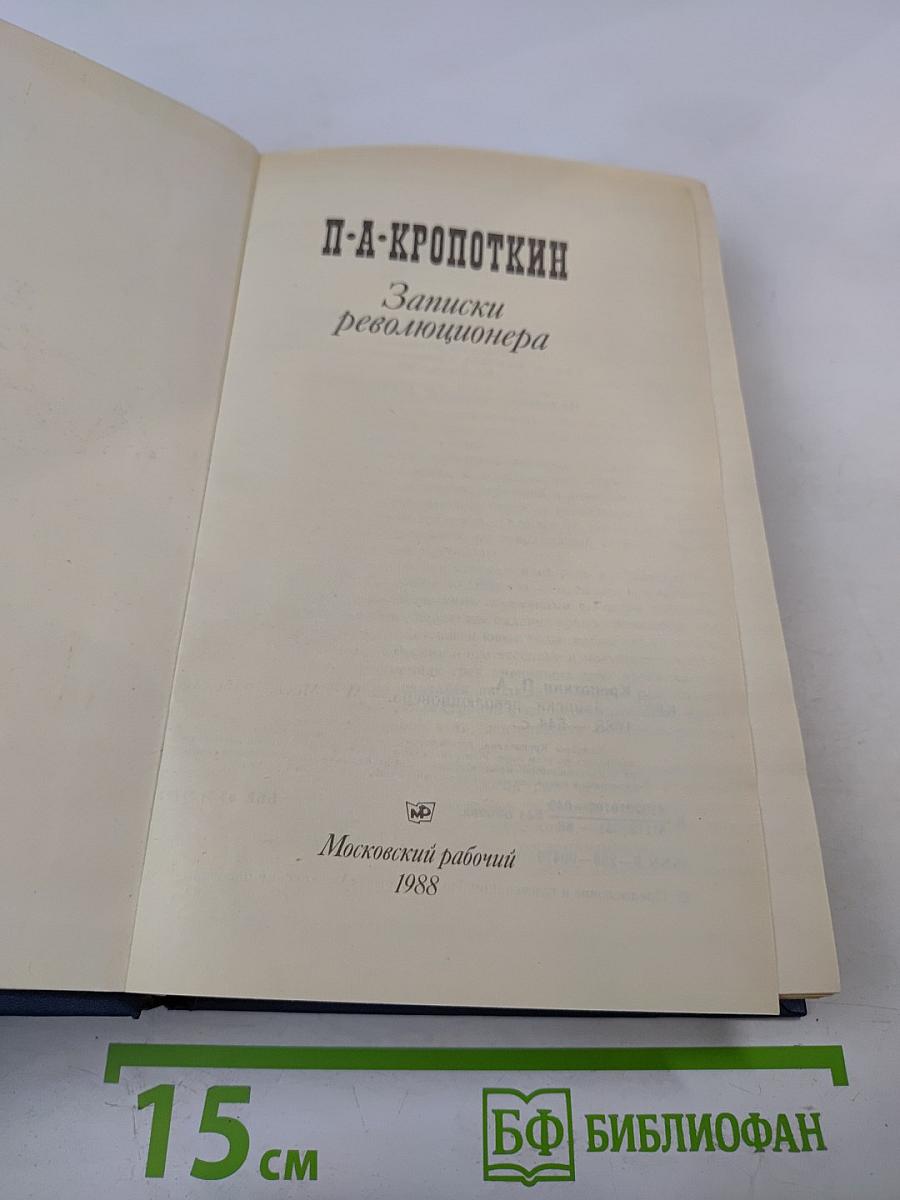 П-А-КРОПОТКИН
Записки
революционера
МР
Московский рабочий
1988
15 см
БФ БИБЛИОФАН